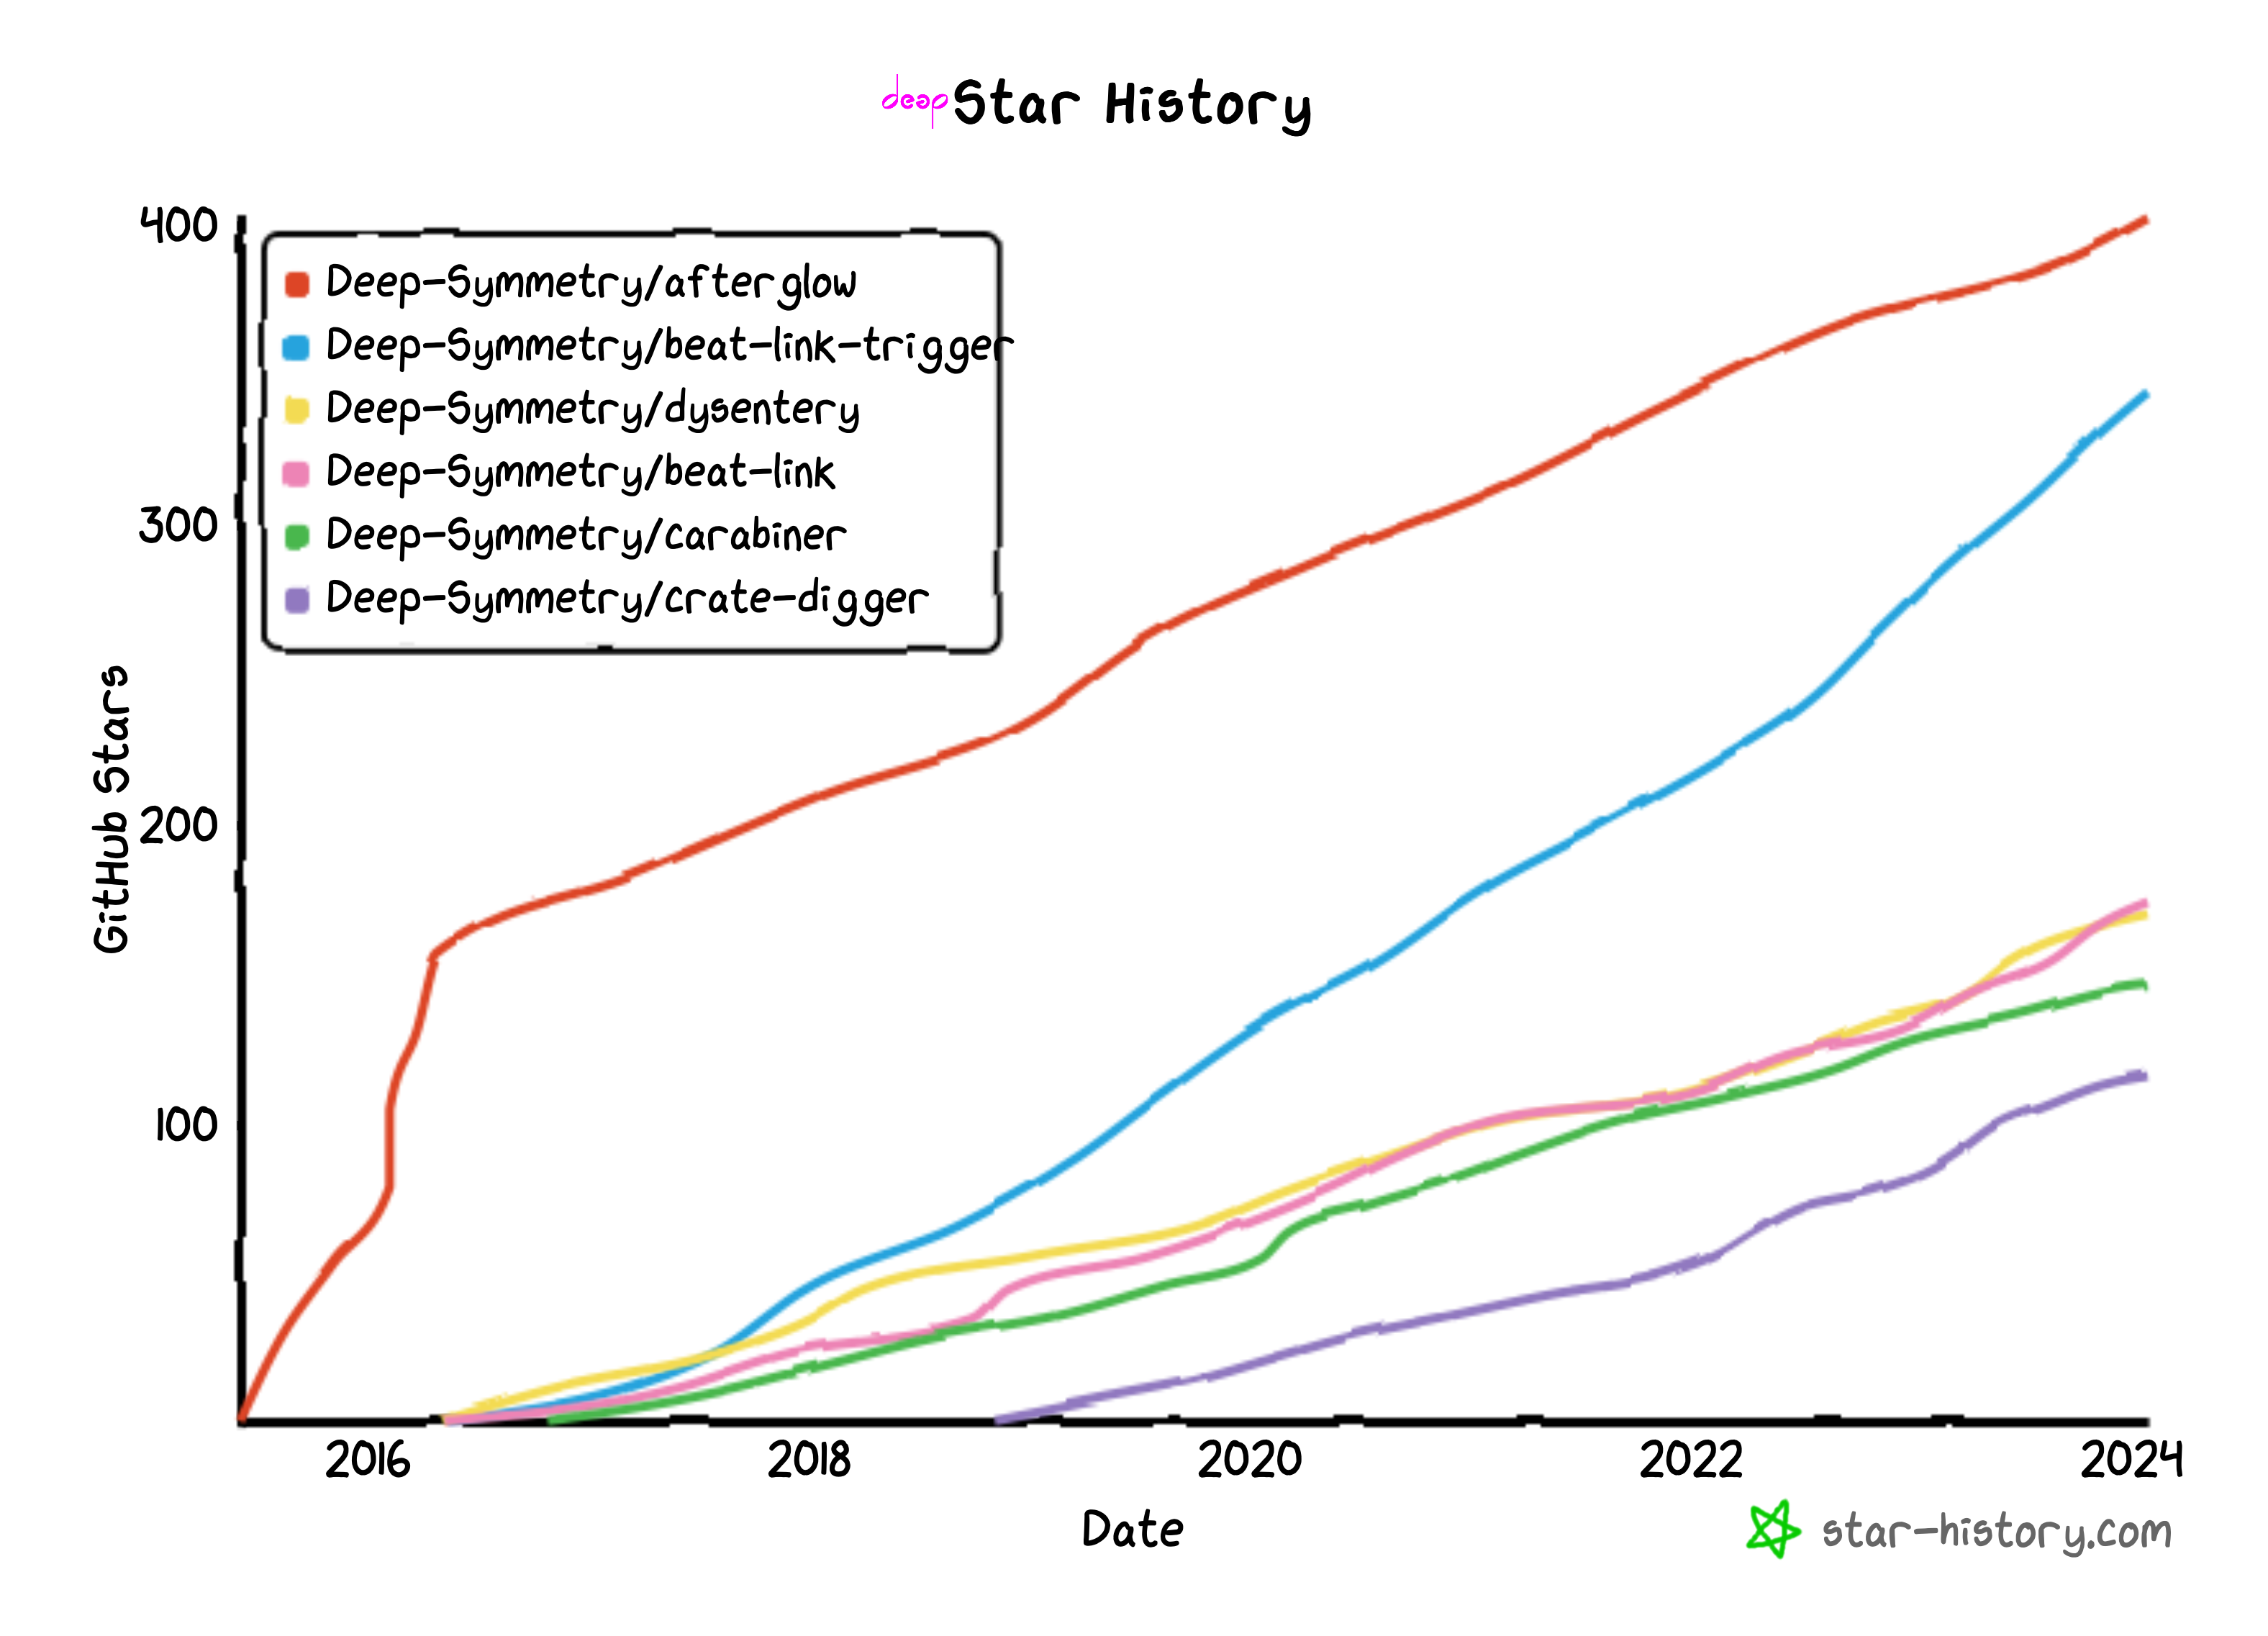 deep Star History
400
300
200
100
GitHub Stars
Deep-Symmetry/afterglow
Deep-Symmetry/beat-link-trigger
Deep-Symmetry/dysentery
Deep-Symmetry/beat-link
Deep-Symmetry/carabiner
Deep-Symmetry/crate-digger
2016 2018 2020 2022 2024
Date
star-history.com